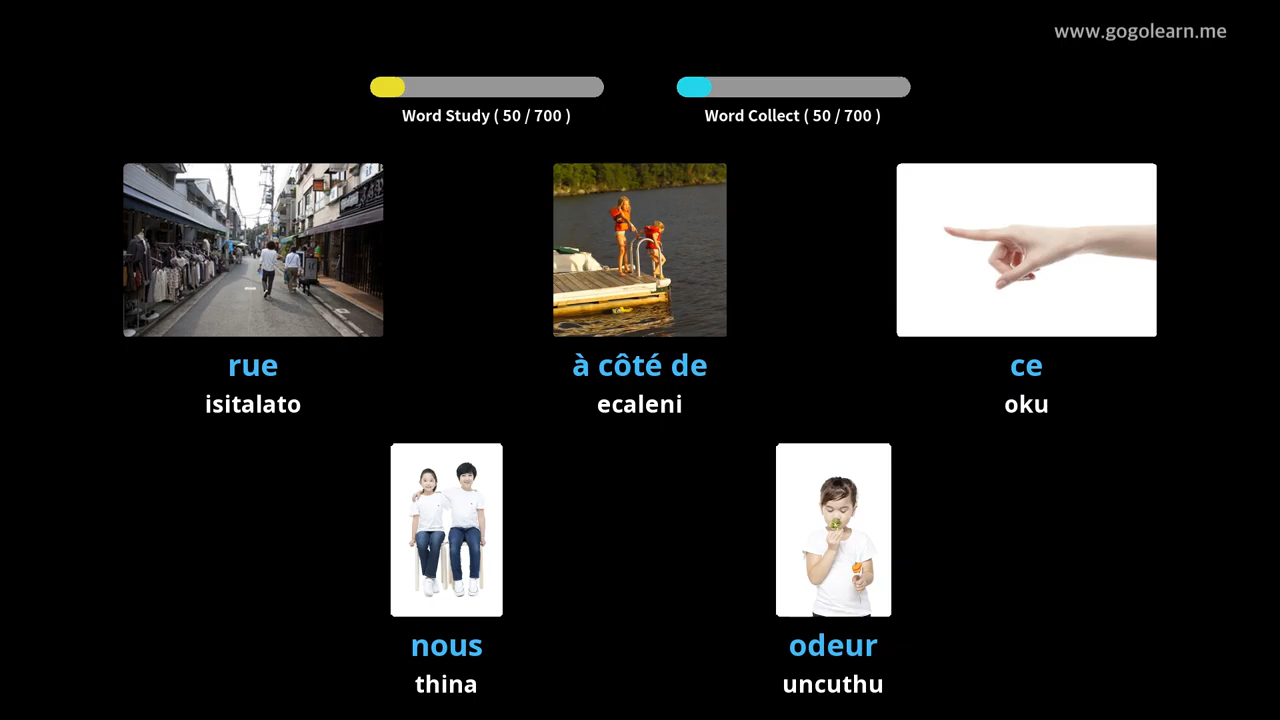 www.gogolearn.me
Word Study ( 50 / 700 )
Word Collect ( 50 / 700 )
rue
isitalato
à côté de
ecaleni
ce
oku
nous
thina
odeur
uncuthu